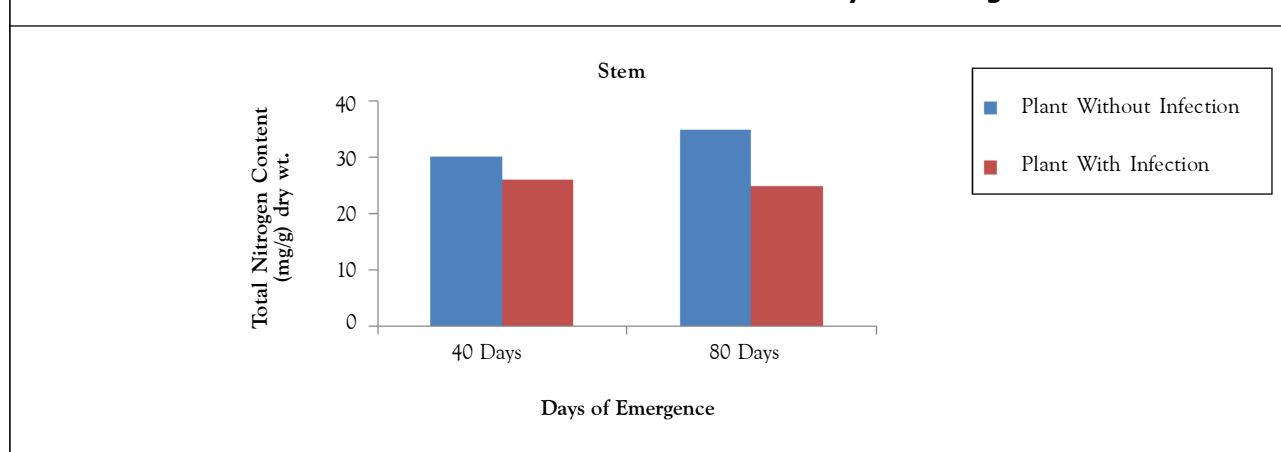 Stem
Total Nitrogen Content
(mg/g) dry wt.
40
30
20
10
0
40 Days
80 Days
Days of Emergence
Plant Without Infection
Plant With Infection